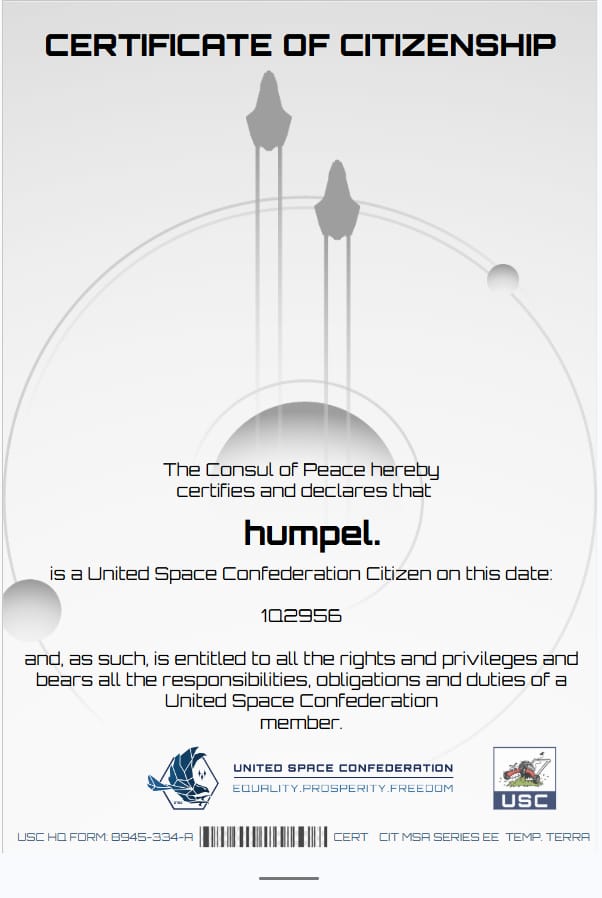 CERTIFICATE OF CITIZENSHIP
The Consul of Peace hereby
certifies and declares that
humpel.
is a United Space Confederation Citizen on this date:
1Q2956
and, as such, is entitled to all the rights and privileges and
bears all the responsibilities, obligations and duties of a
United Space Confederation
member.
UNITED SPACE CONFEDERATION
EQUALITY.PROSPERITY.FREEDOM
USC
USC HQ FORM: 8945-334-A CERT CIT MSA SERIES EE TEMP. TERRA